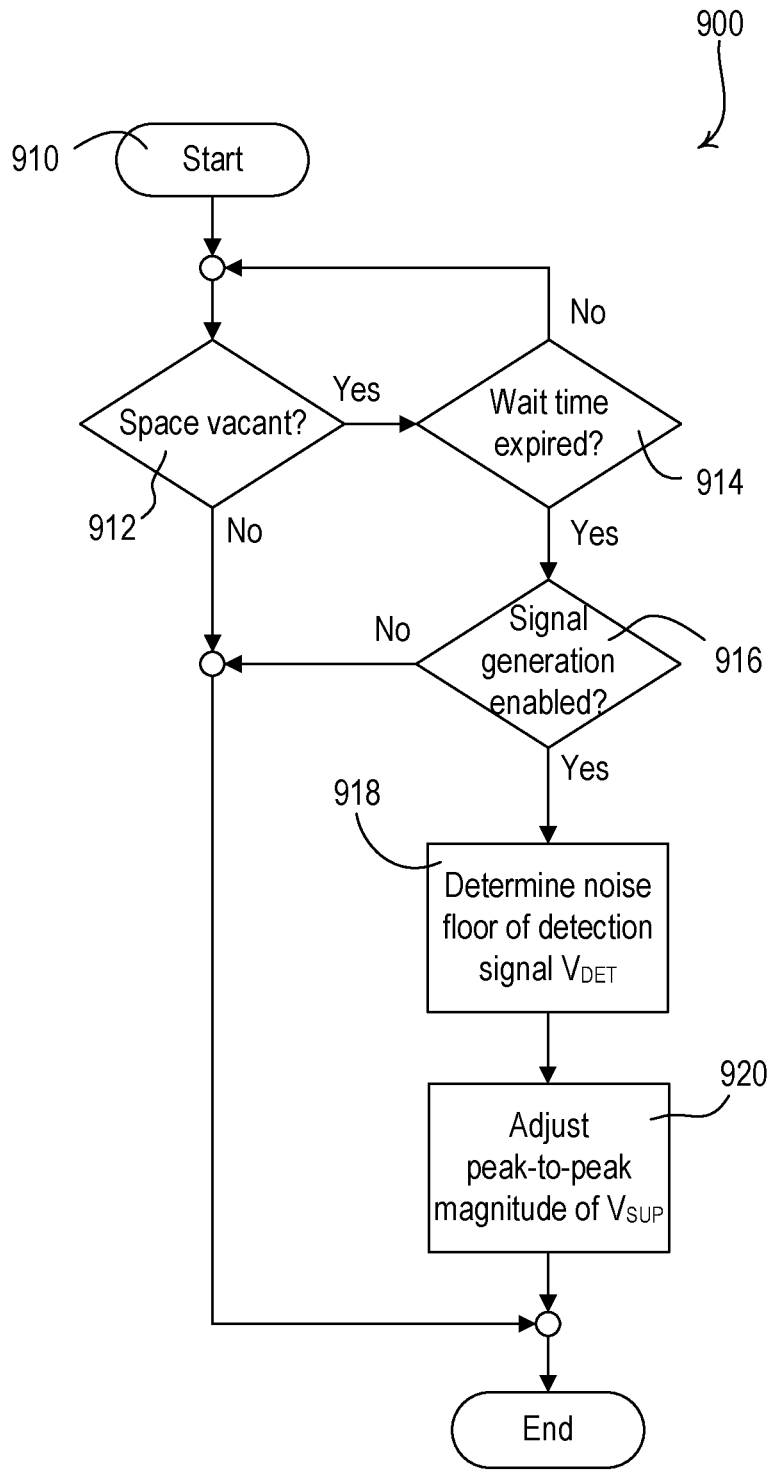 900
910
Start
No
Yes
Space vacant?
Wait time
expired?
914
912
No
Yes
No
Signal
generation
enabled?
916
Yes
918
Determine noise
floor of detection
signal VDET
920
Adjust
peak-to-peak
magnitude of VSUP
End